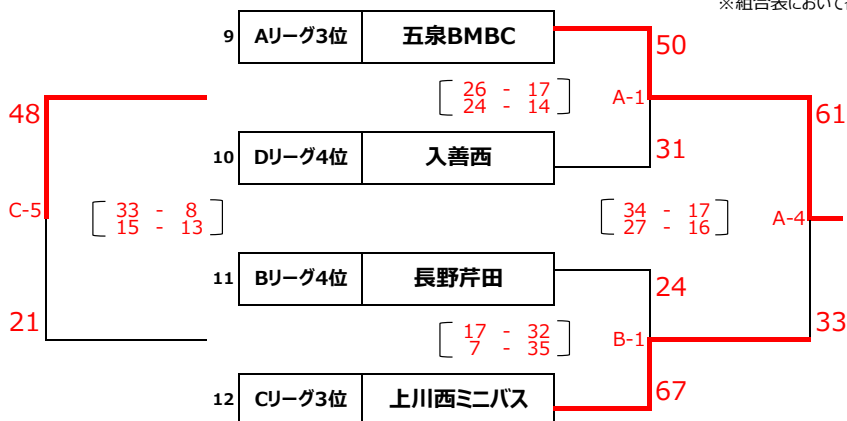 ※組合表において
9 Aリーグ3位 五泉BMBC
50
26 - 17
24 - 14
A-1
48
61
10 Dリーグ4位 入善西
31
C-5
33 - 8
15 - 13
34 - 17
27 - 16
A-4
11 Bリーグ4位 長野芹田
24
21
17 - 32
7 - 35
B-1
33
12 Cリーグ3位 上川西ミニバス
67